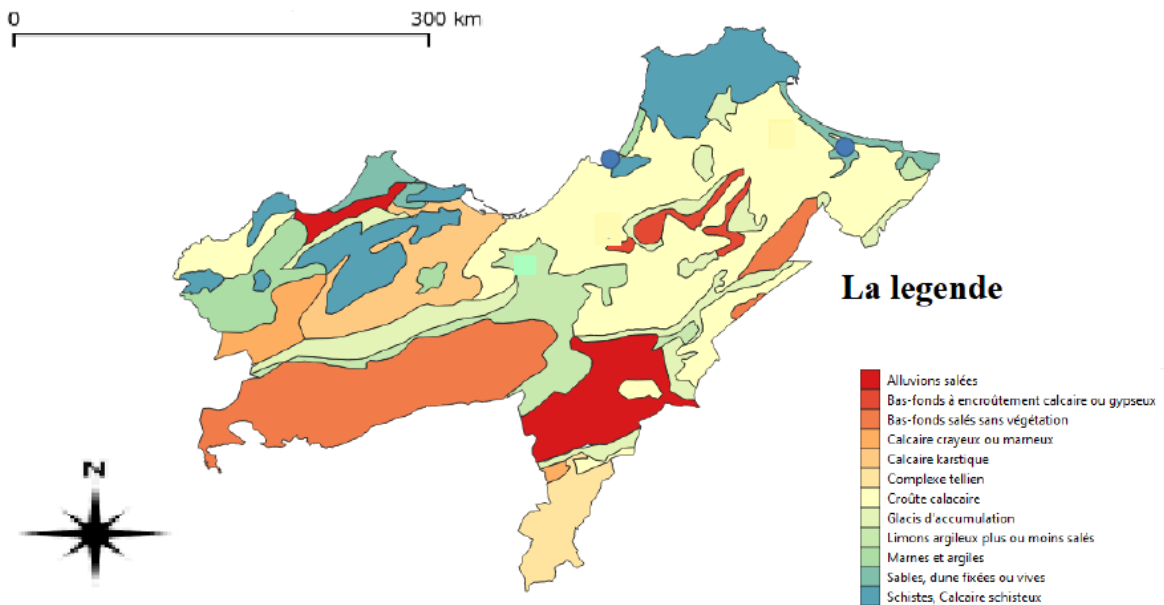 0 300 km
La legende
Alluvions salées
Bas-fonds à encroûtement calcaire ou gypseux
Bas-fonds salés sans végétation
Calcaire crayeux ou marneux
Calcaire karstique
Complexe tellien
Croûte calacaire
Glacis d'accumulation
Limons argileux plus ou moins salés
Marnes et argiles
Sables, dune fixées ou vives
Schistes, Calcaire schisteux
N